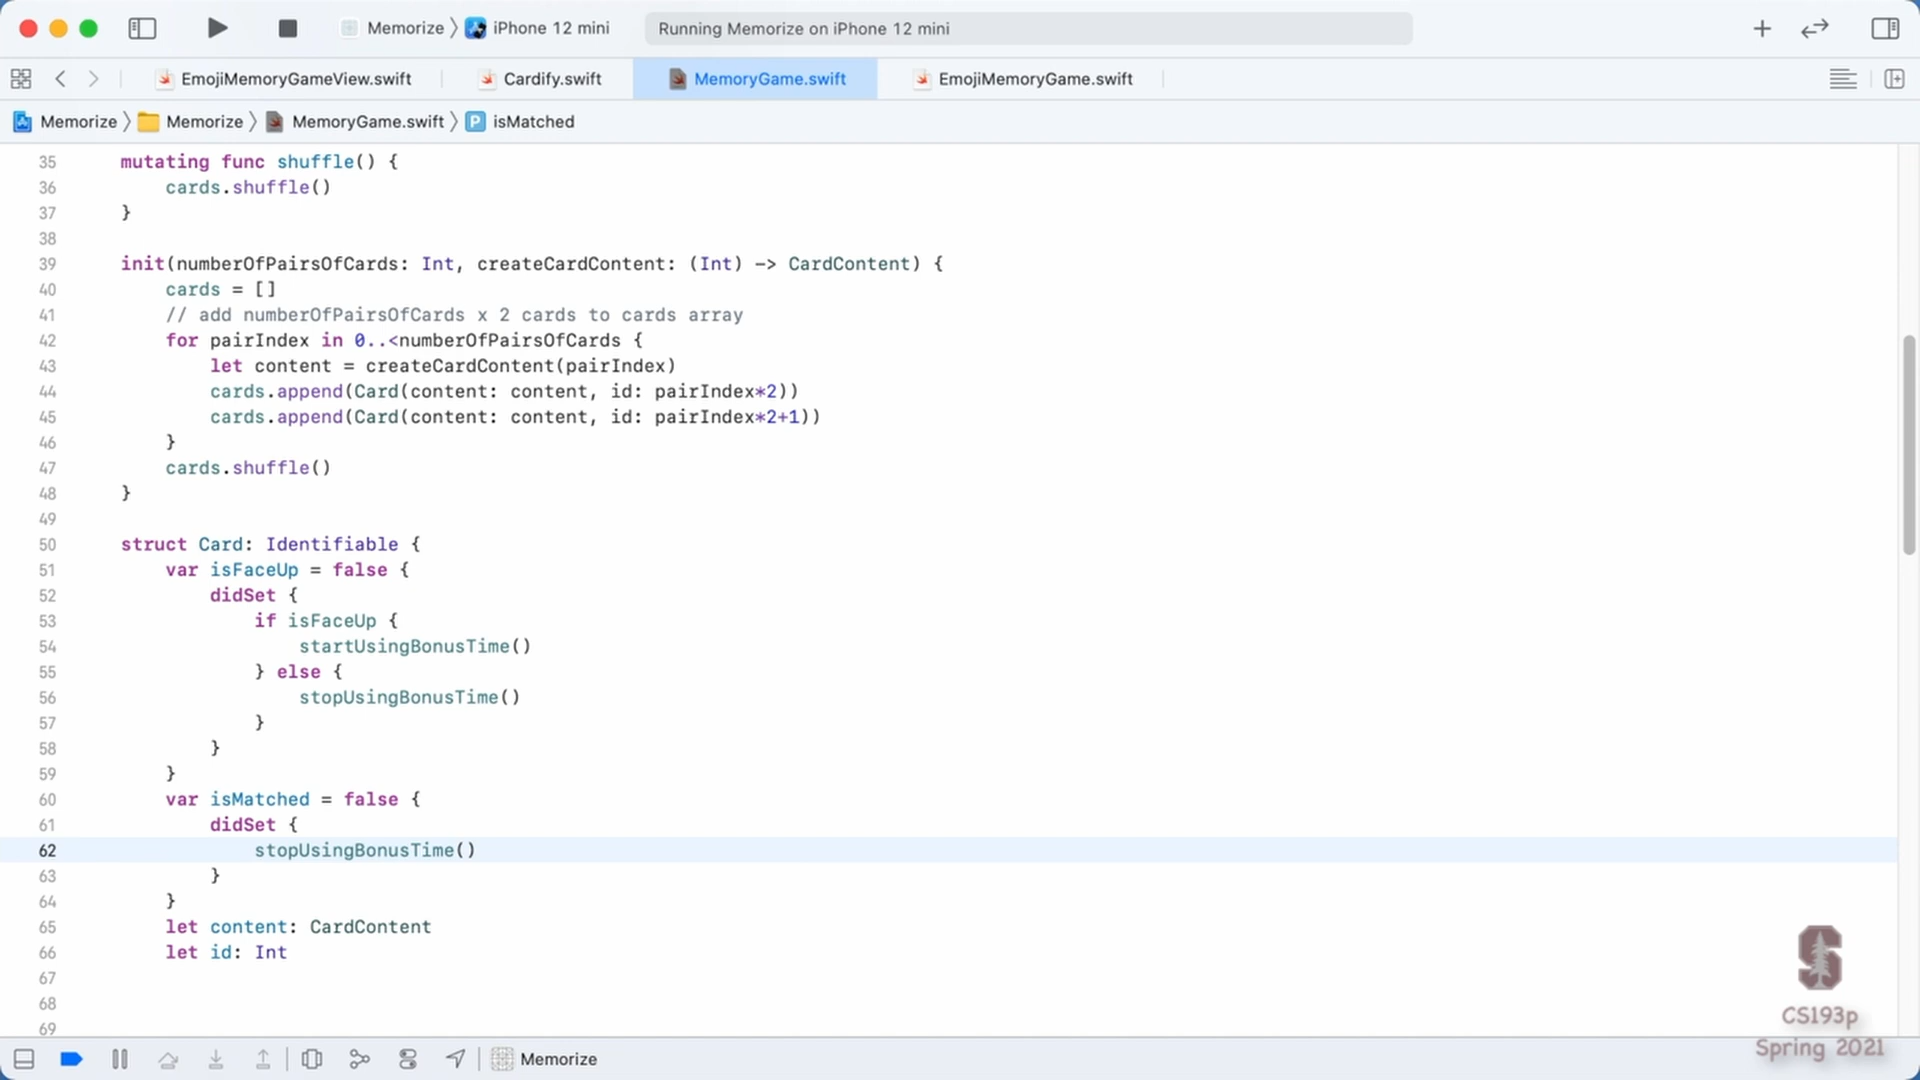 Memorize 〉 iPhone 12 mini
Running Memorize on iPhone 12 mini
EmojiMemoryGameView.swift
Cardify.swift
MemoryGame.swift
EmojiMemoryGame.swift
Memorize 〉 Memorize 〉 MemoryGame.swift 〉 P isMatched
35 mutating func shuffle() {
36 cards.shuffle()
37 }
38
39 init(numberOfPairsOfCards: Int, createCardContent: (Int) -> CardContent) {
40 cards = []
41 // add numberOfPairsOfCards x 2 cards to cards array
42 for pairIndex in 0..<numberOfPairsOfCards {
43 let content = createCardContent(pairIndex)
44 cards.append(Card(content: content, id: pairIndex*2))
45 cards.append(Card(content: content, id: pairIndex*2+1))
46 }
47 cards.shuffle()
48 }
49
50 struct Card: Identifiable {
51 var isFaceUp = false {
52 didSet {
53 if isFaceUp {
54 startUsingBonusTime()
55 } else {
56 stopUsingBonusTime()
57 }
58 }
59 }
60 var isMatched = false {
61 didSet {
62 stopUsingBonusTime()
63 }
64 }
65 let content: CardContent
66 let id: Int
67
68
69
S
CS193p
Spring 2021
Memorize